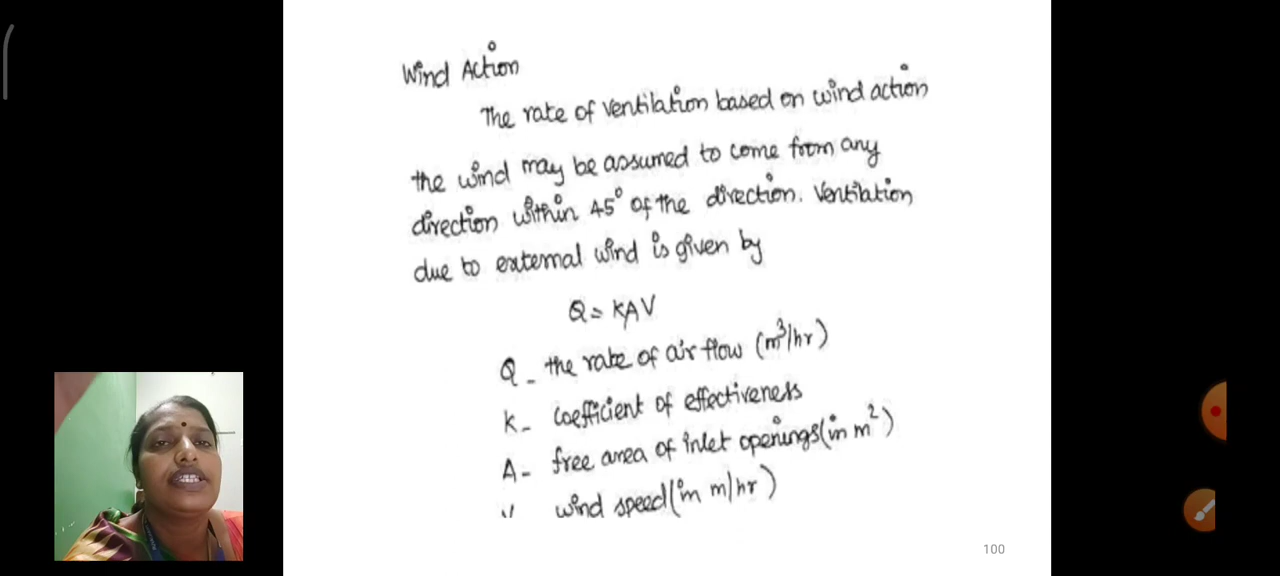 Wind Action
The rate of ventilation based on wind action
the wind may be assumed to come from any
direction within 45° of the direction. Ventilation
due to external wind is given by
Q = KAV
Q - the rate of air flow (m³/hr)
K - coefficient of effectiveness
A - free area of inlet openings (in m²)
V wind speed (in m/hr)
100